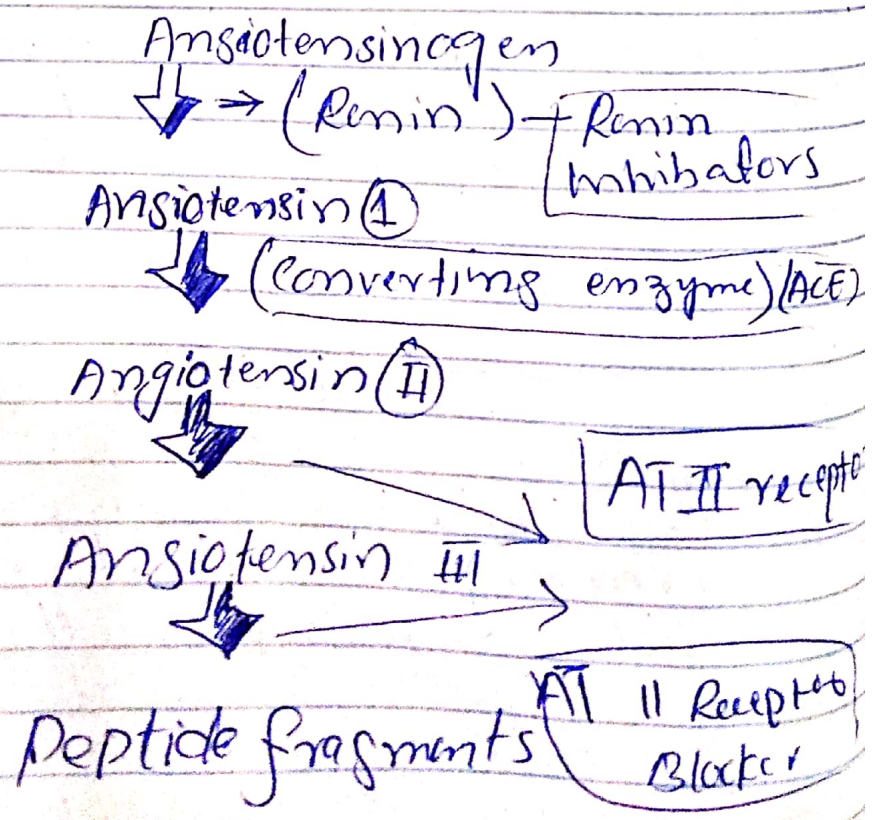 Angiotensinogen
→ (Renin) Renin
Inhibators
Angiotensin 1
(Converting enzyme) (ACE)
Angiotensin II
AT II recepto
Angiotensin III
AT II Receptor
Blocker
Peptide fragments